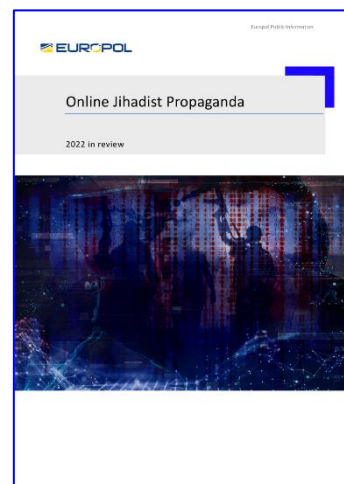 Europol Public Information
EUROPOL
Online Jihadist Propaganda
2022 in review